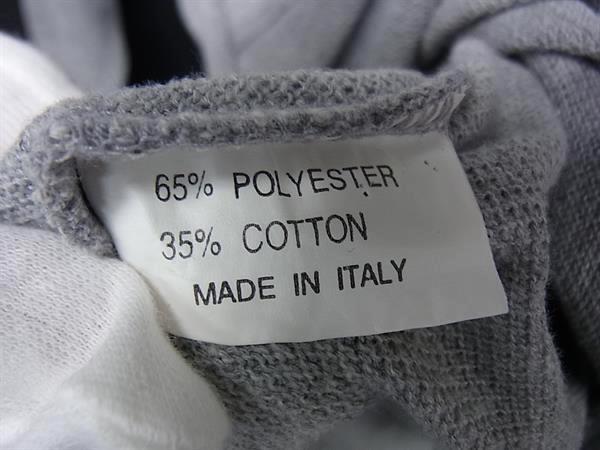 65% POLYESTER
35% COTTON
MADE IN ITALY